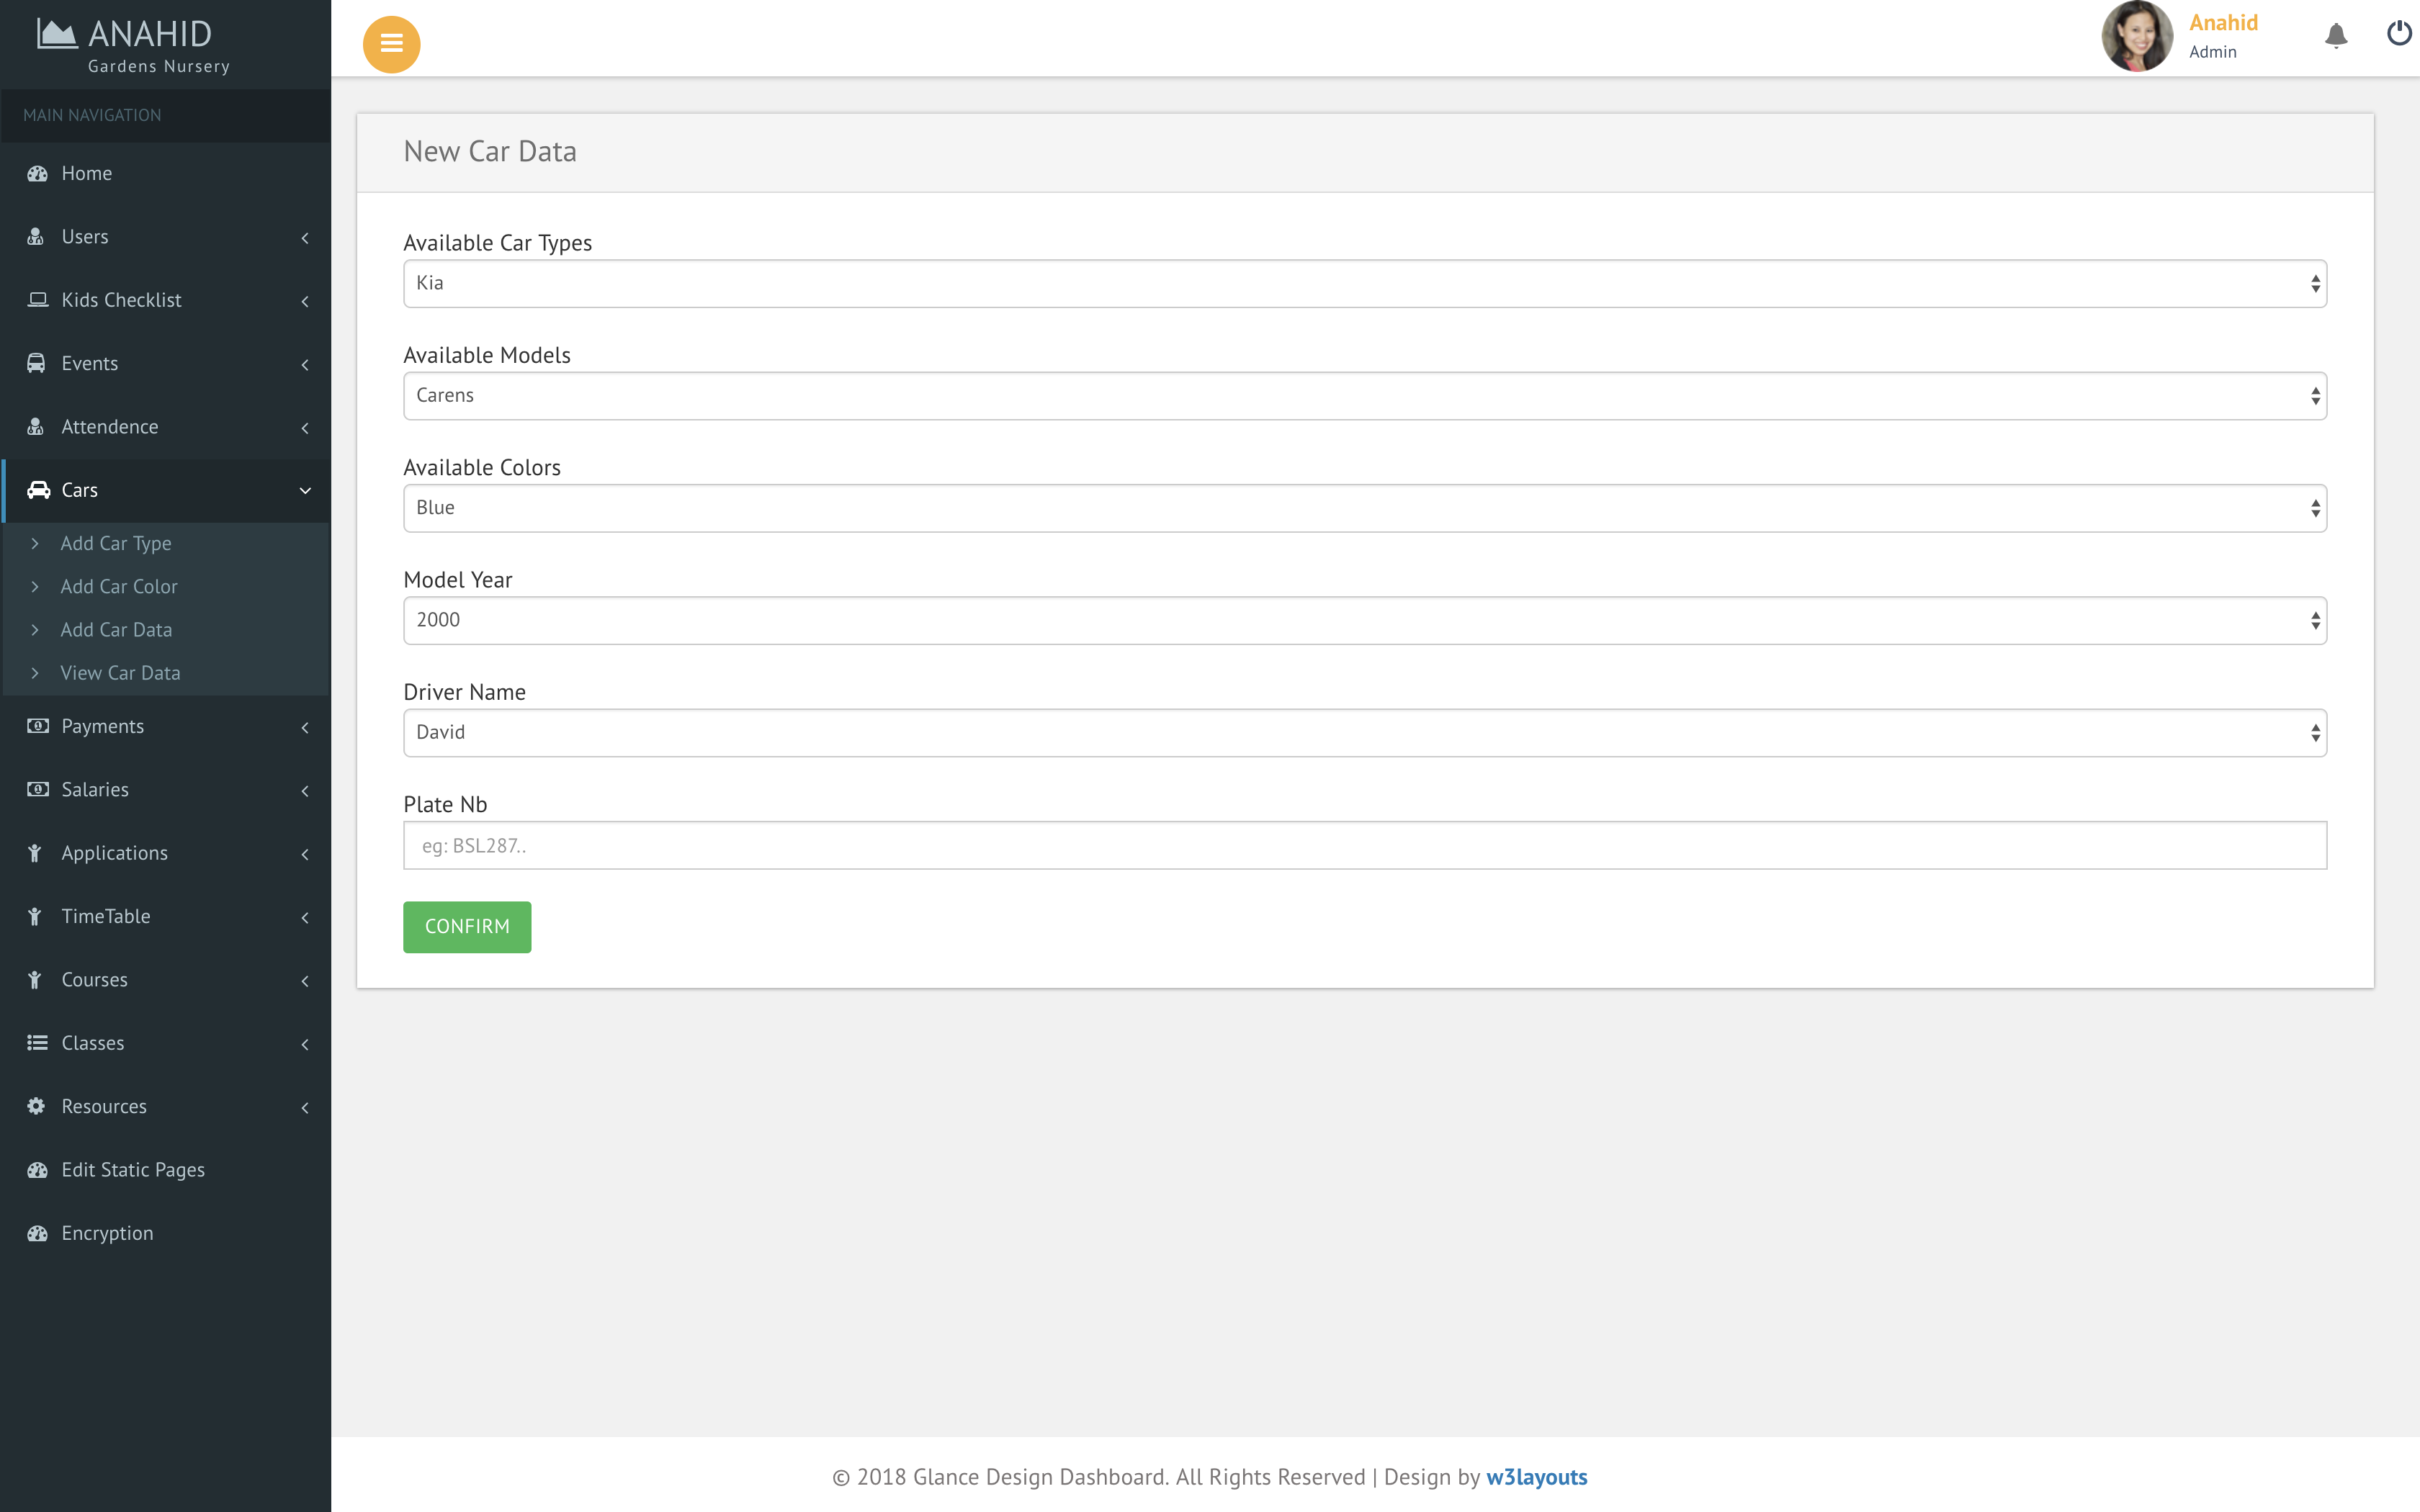 ANAHID
Gardens Nursery
Anahid
Admin
MAIN NAVIGATION
Home
Users
Kids Checklist
Events
Attendence
Cars
Add Car Type
Add Car Color
Add Car Data
View Car Data
Payments
Salaries
Applications
TimeTable
Courses
Classes
Resources
Edit Static Pages
Encryption
New Car Data
Available Car Types
Kia
Available Models
Carens
Available Colors
Blue
Model Year
2000
Driver Name
David
Plate Nb
eg: BSL287..
CONFIRM
© 2018 Glance Design Dashboard. All Rights Reserved | Design by w3layouts